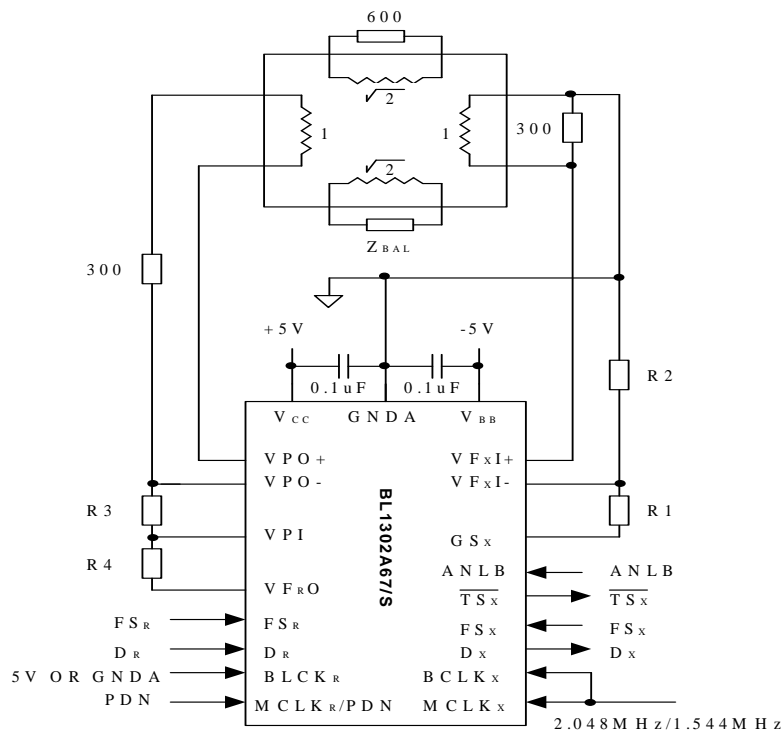 600
√2
1
1
300
√2
Z BAL
300
+5V
-5V
0.1uF
0.1uF
R2
VCC
GNDA
VBB
VPO+
VFXI+
VPO-
VFXI-
R3
R1
VPI
GSX
R4
BL1302A67/S
ANLB
ANLB
VFRO
TSX
TSX
FSR
FSR
FSX
FSX
DR
DR
DX
DX
5V OR GNDA
BLCKR
BCLKX
PDN
MCLKR/PDN
MCLKX
2.048MHz/1.544MHz